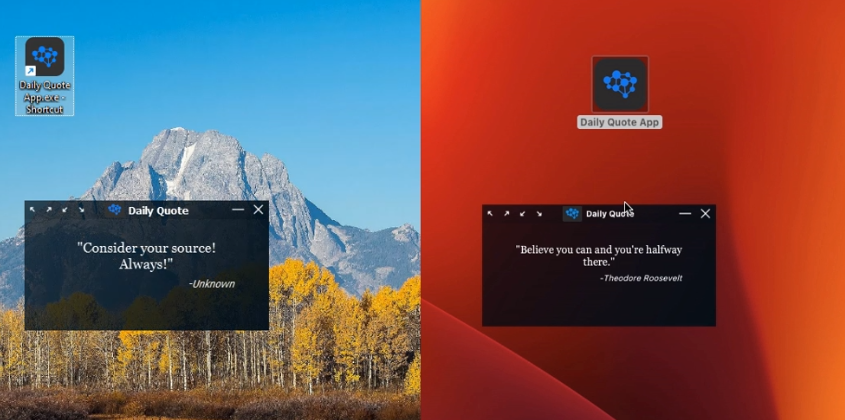 Daily Quote
App.exe -
Shortcut
Daily Quote
"Consider your source!
Always!"
-Unknown
Daily Quote App
Daily Quote
"Believe you can and you're halfway
there."
-Theodore Roosevelt